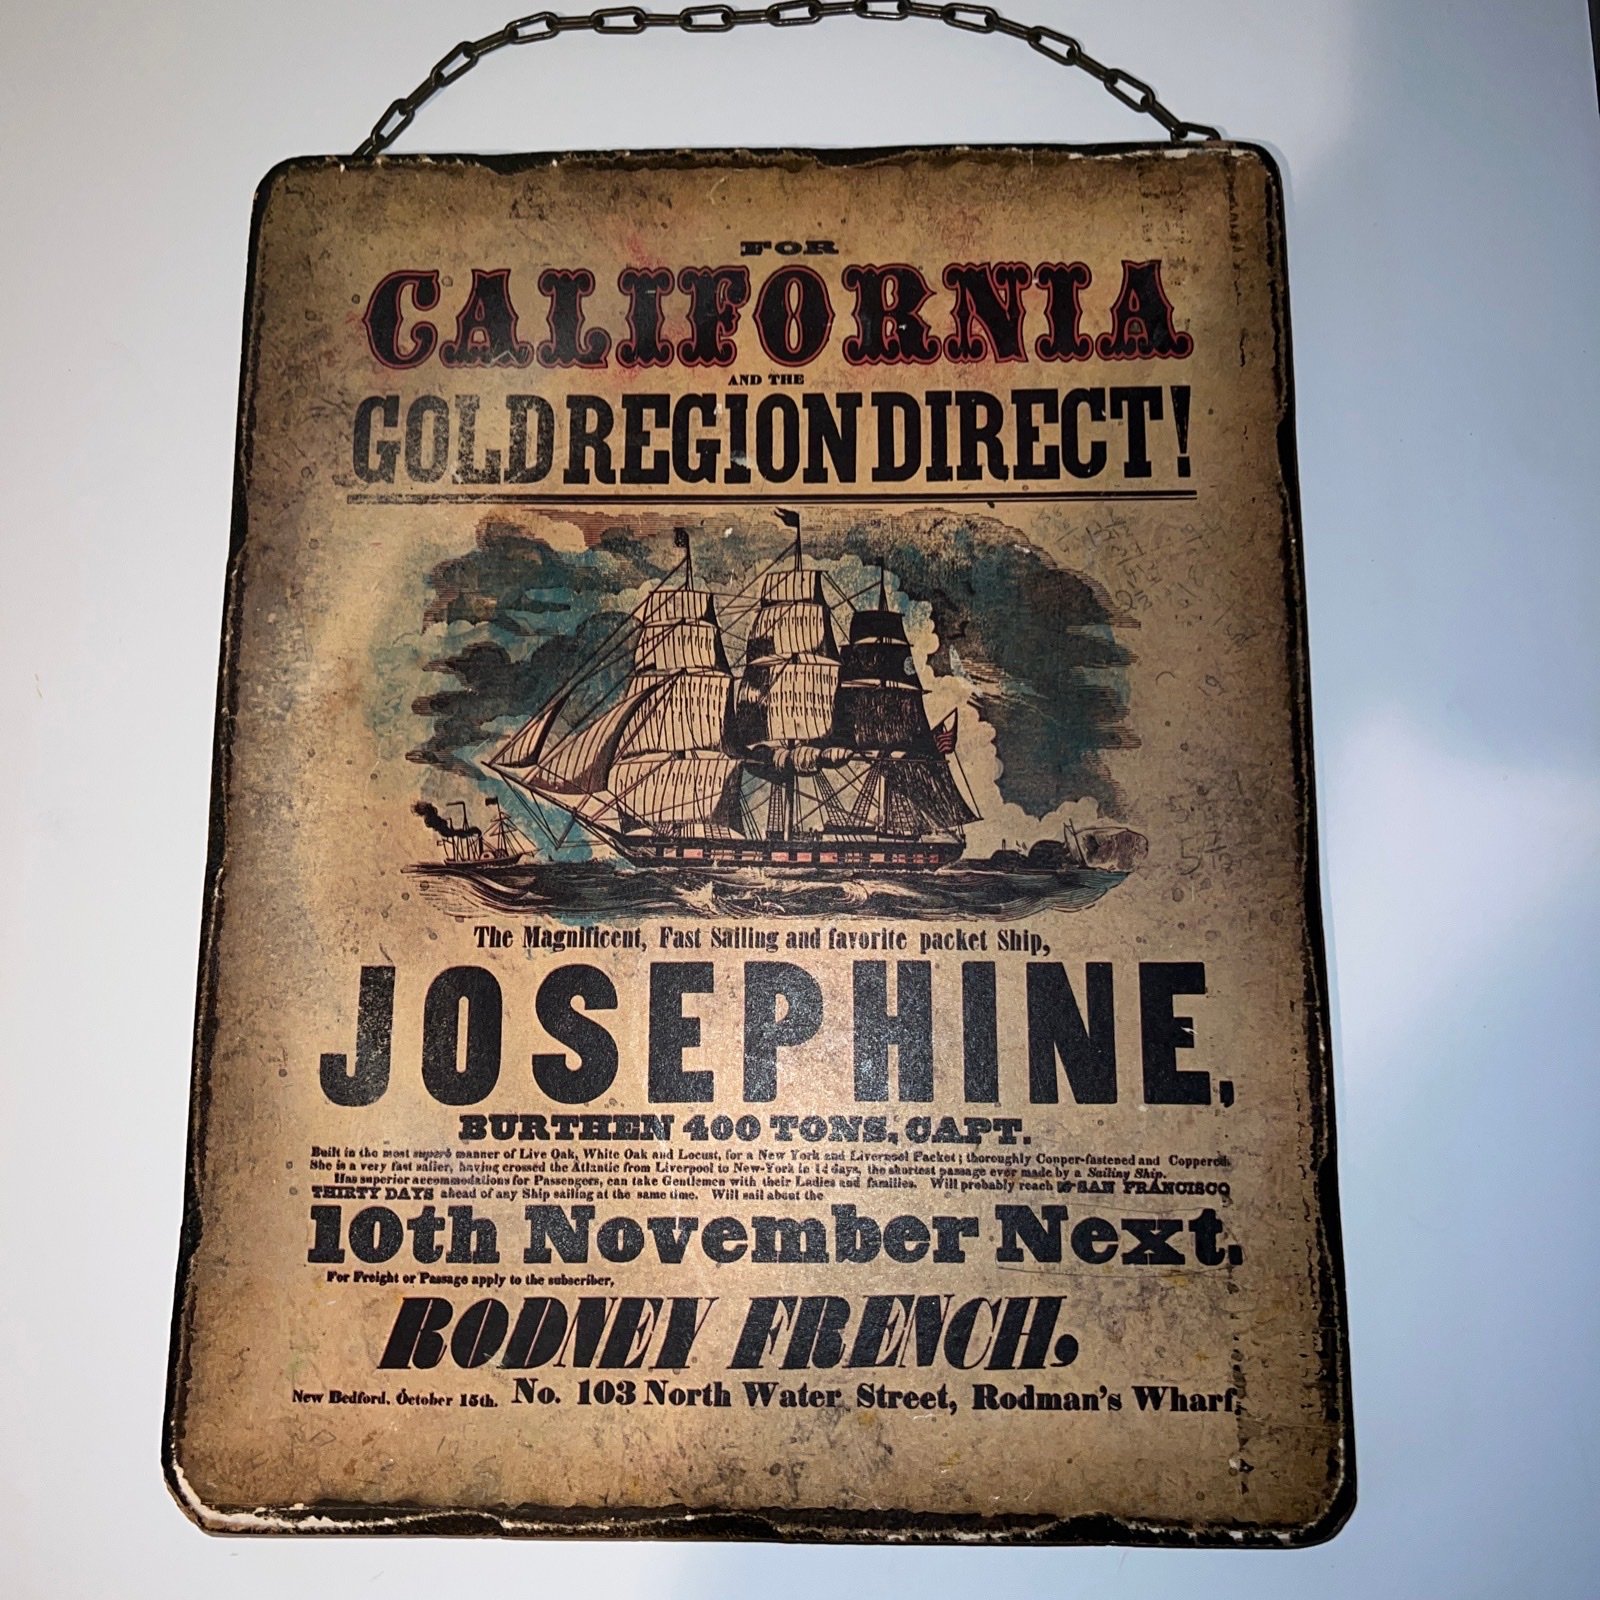 FOR
CALIFORNIA
AND THE
GOLD REGION DIRECT!
The Magnificent, Fast Sailing and favorite packet Ship,
JOSEPHINE,
BURTHEN 400 TONS, CAPT.
Built in the most superb manner of Live Oak, White Oak and Locust, for a New York and Liverpool Packet; thoroughly Copper-fastened and Coppered.
She is a very fast sailer, having crossed the Atlantic from Liverpool to New-York in 14 days, the shortest passage ever made by a Sailing Ship.
Has superior accommodations for Passengers, can take Gentlemen with their Ladies and families. Will probably reach SAN FRANCISCO
THIRTY DAYS ahead of any Ship sailing at the same time. Will sail about the
10th November Next.
For Freight or Passage apply to the subscriber,
RODNEY FRENCH,
New Bedford, October 15th. No. 103 North Water Street, Rodman's Wharf.